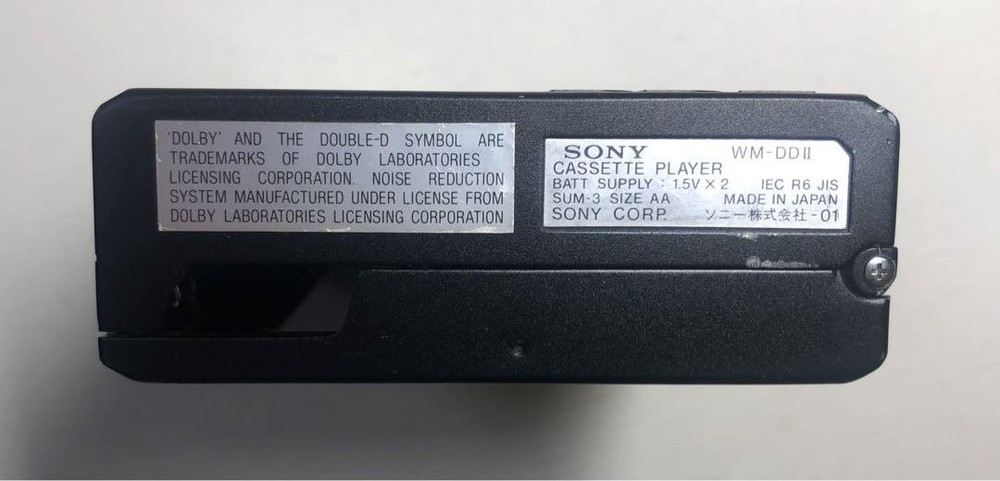 'DOLBY' AND THE DOUBLE-D SYMBOL ARE
TRADEMARKS OF DOLBY LABORATORIES
LICENSING CORPORATION. NOISE REDUCTION
SYSTEM MANUFACTURED UNDER LICENSE FROM
DOLBY LABORATORIES LICENSING CORPORATION
SONY WM-DDII
CASSETTE PLAYER
BATT SUPPLY : 1.5V×2 IEC R6 JIS
SUM-3 SIZE AA MADE IN JAPAN
SONY CORP. ソニー株式会社-01